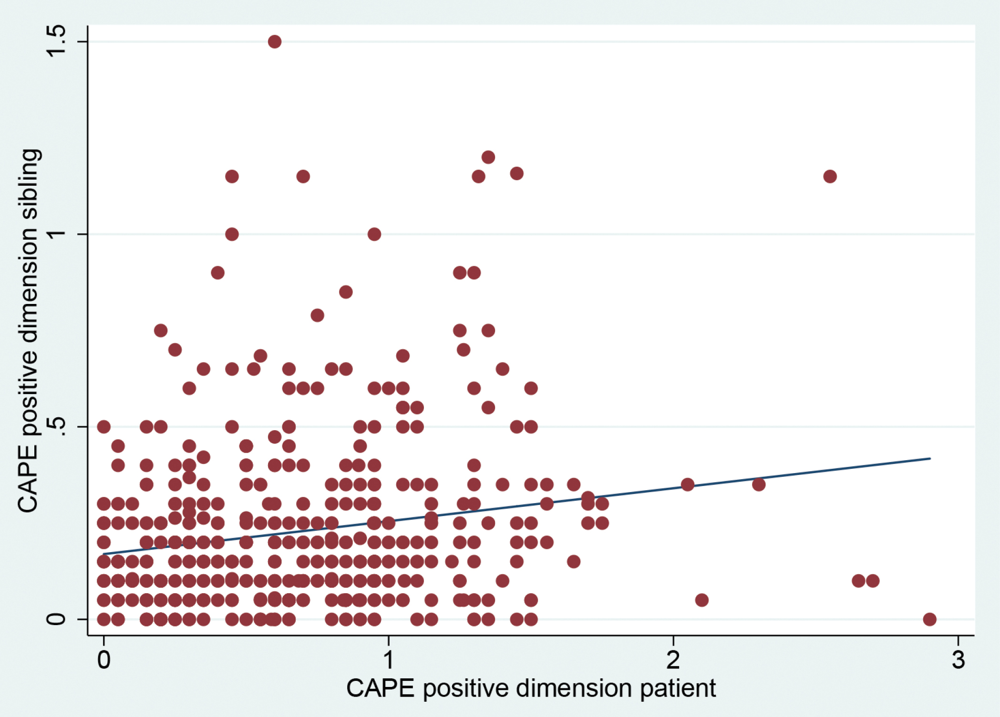 CAPE positive dimension sibling
1.5
1
.5
0
0 1 2 3
CAPE positive dimension patient